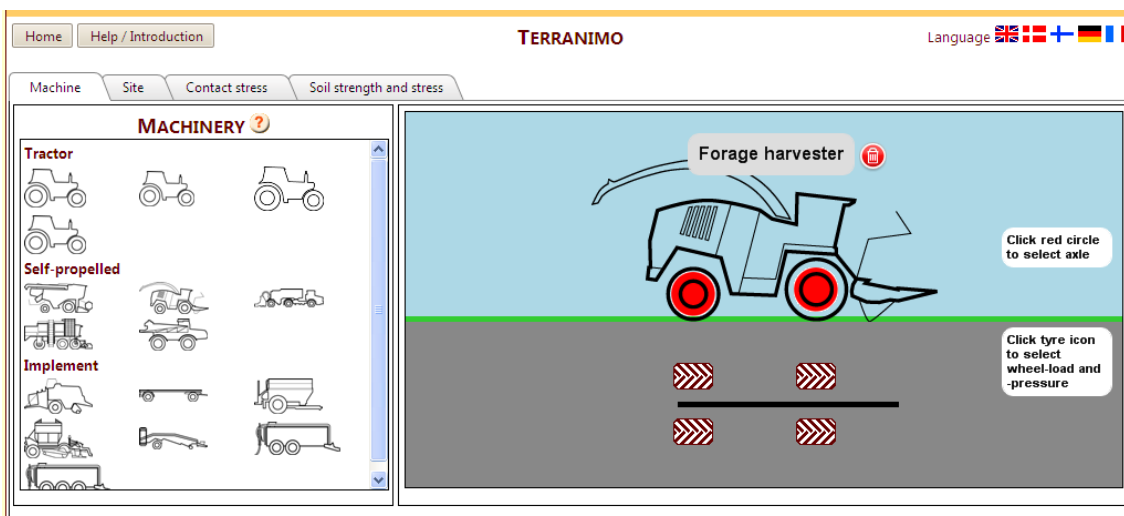 Home Help / Introduction TERRANIMO Language
Machine Site Contact stress Soil strength and stress
MACHINERY ?
Tractor
Self-propelled
Implement
Forage harvester
Click red circle
to select axle
Click tyre icon
to select
wheel-load and
-pressure